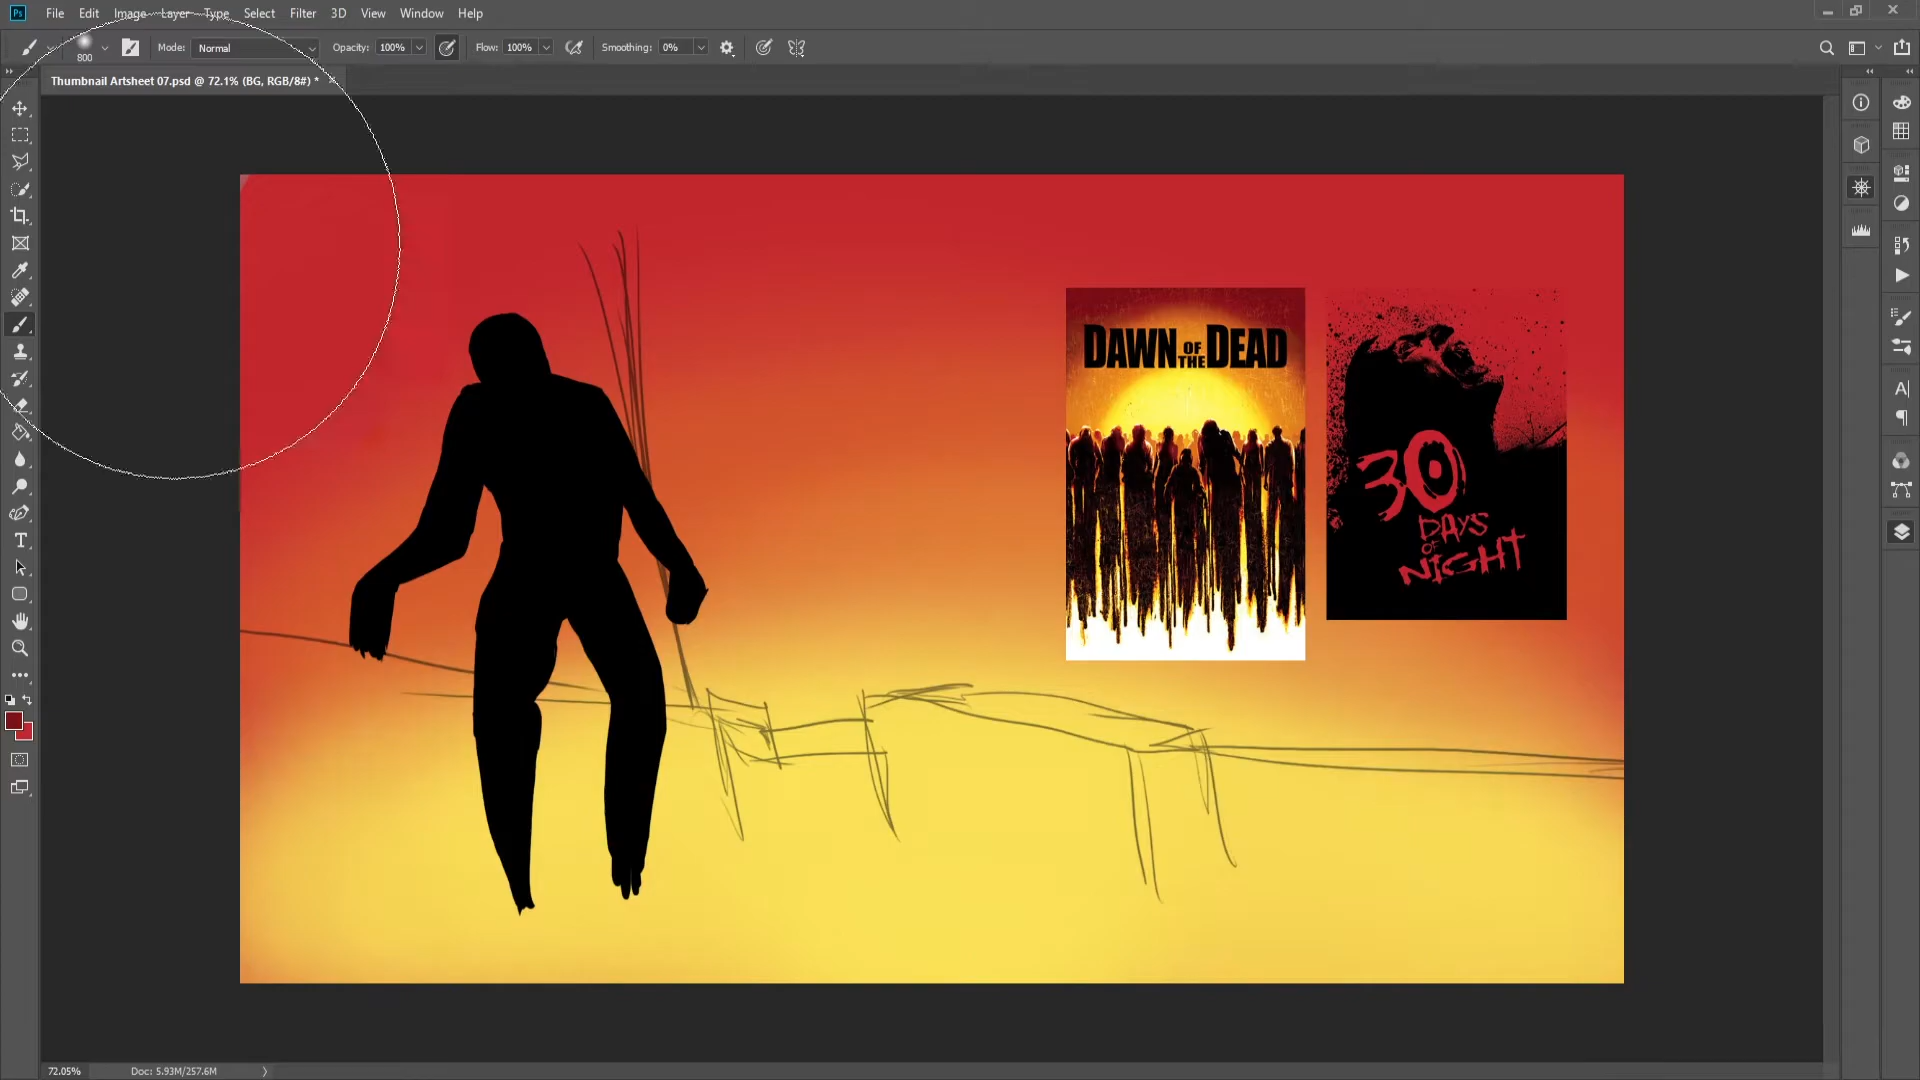 Ps File Edit Image Layer Type Select Filter 3D View Window Help
800 Mode: Normal Opacity: 100% Flow: 100% Smoothing: 0%
Thumbnail Artsheet 07.psd @ 72.1% (BG, RGB/8#) *
DAWN OF THE DEAD
30
DAYS
OF
NIGHT
72.05% Doc: 5.93M/257.6M